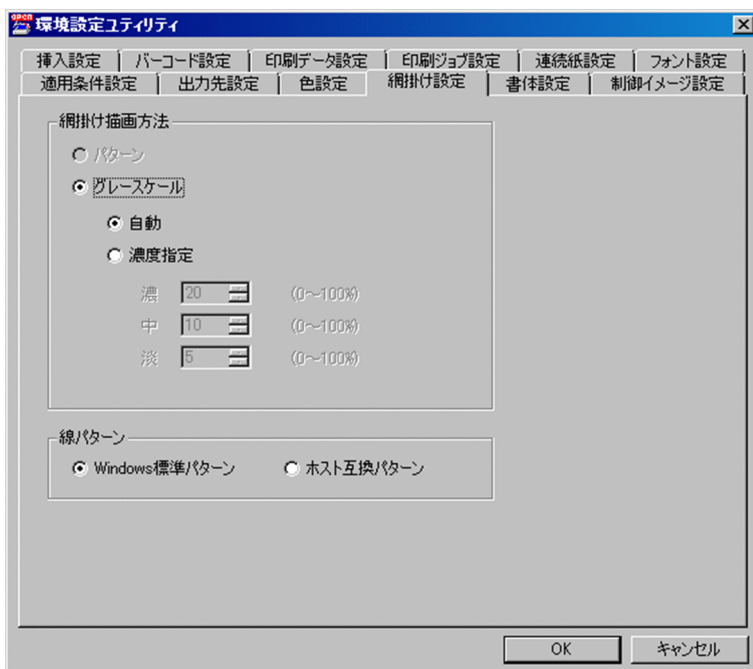 open
環境設定ユティリティ
挿入設定 バーコード設定 印刷データ設定 印刷ジョブ設定 連続紙設定 フォント設定
適用条件設定 出力先設定 色設定 網掛け設定 書体設定 制御イメージ設定
網掛け描画方法
パターン
グレースケール
自動
濃度指定
濃 20 (0～100%)
中 10 (0～100%)
淡 5 (0～100%)
線パターン
Windows標準パターン ホスト互換パターン
OK キャンセル